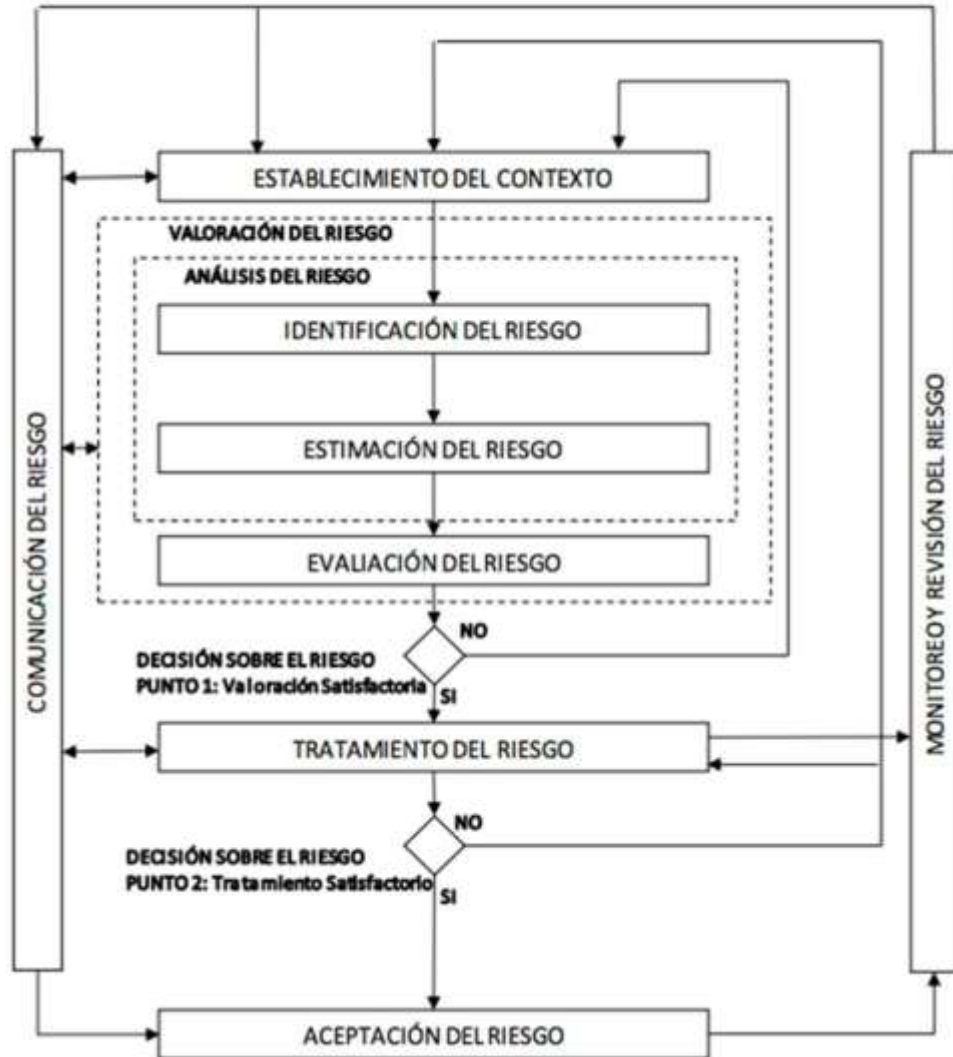 ESTABLECIMIENTO DEL CONTEXTO
VALORACIÓN DEL RIESGO
ANÁLISIS DEL RIESGO
IDENTIFICACIÓN DEL RIESGO
ESTIMACIÓN DEL RIESGO
EVALIACIÓN DEL RIESGO
NO
DECISIÓN SOBRE EL RIESGO
PUNTO 1: Valoración Satisfactoria
SI
TRATAMIENTO DEL RIESGO
NO
DECISIÓN SOBRE EL RIESGO
PUNTO 2: Tratamiento Satisfactorio
SI
ACEPTACIÓN DEL RIESGO
COMUNICACIÓN DEL RIESGO
MONITOREO Y REVISIÓN DEL RIESGO